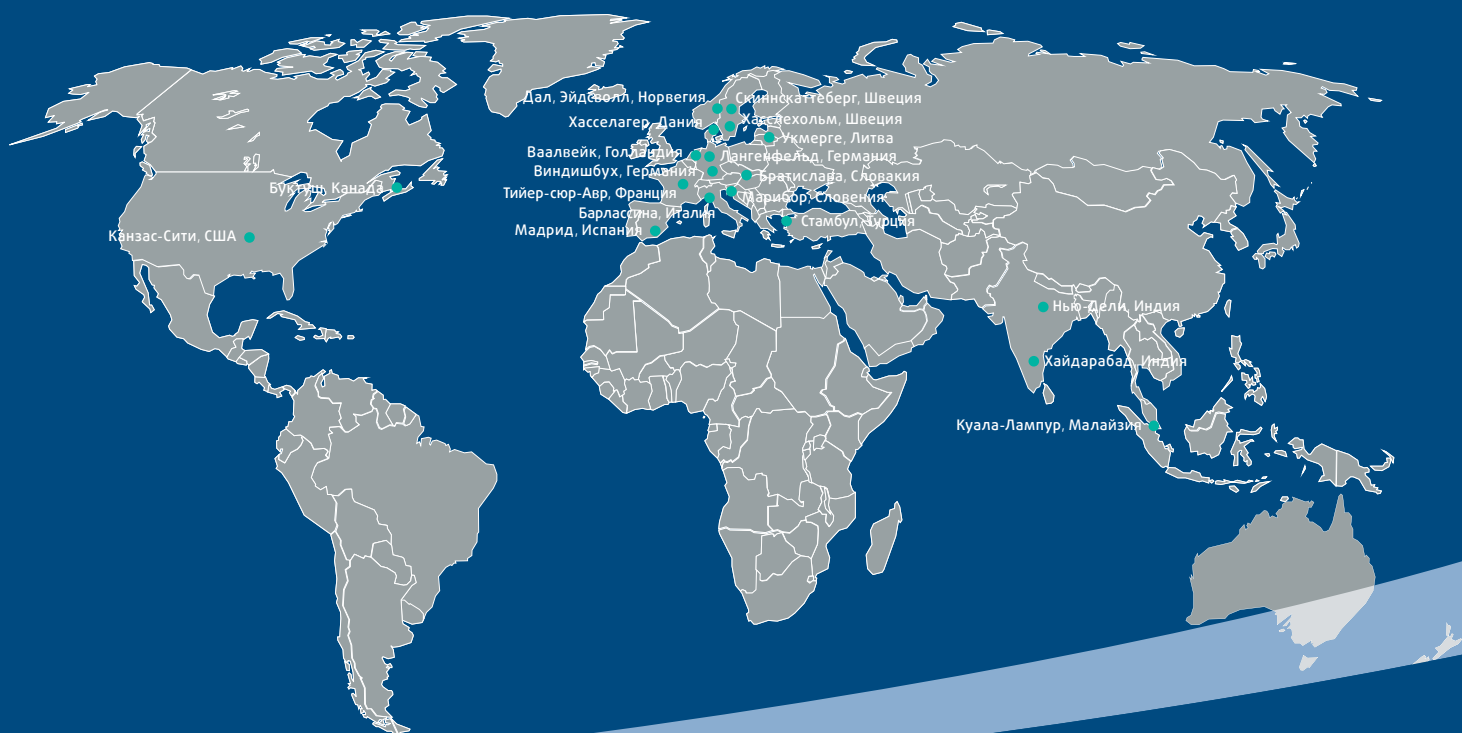 Дал, Эйдсволл, Норвегия
Скиннскаттеберг, Швеция
Хасселагер, Дания
Хасслехольм, Швеция
Укмерге, Литва
Ваалвейк, Голландия
Лангенфельд, Германия
Виндишбух, Германия
Братислава, Словакия
Тийер-сюр-Авр, Франция
Марибор, Словения
Барлассина, Италия
Стамбул, Турция
Мадрид, Испания
Буктуш, Канада
Канзас-Сити, США
Нью-Дели, Индия
Хайдарабад, Индия
Куала-Лампур, Малайзия